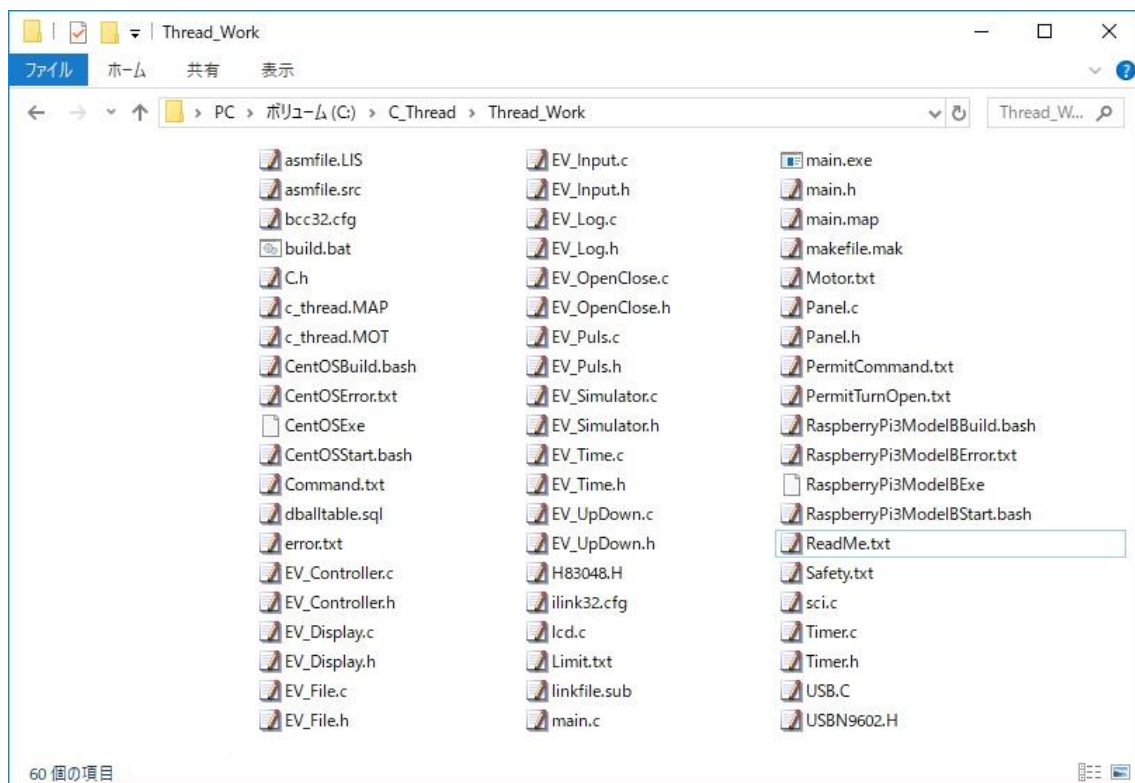 Thread_Work
ファイル ホーム 共有 表示
PC > ボリューム (C:) > C_Thread > Thread_Work
Thread_W...
asmfile.LIS
asmfile.src
bcc32.cfg
build.bat
C.h
c_thread.MAP
c_thread.MOT
CentOSBuild.bash
CentOSError.txt
CentOSExe
CentOSStart.bash
Command.txt
dballtable.sql
error.txt
EV_Controller.c
EV_Controller.h
EV_Display.c
EV_Display.h
EV_File.c
EV_File.h
EV_Input.c
EV_Input.h
EV_Log.c
EV_Log.h
EV_OpenClose.c
EV_OpenClose.h
EV_Puls.c
EV_Puls.h
EV_Simulator.c
EV_Simulator.h
EV_Time.c
EV_Time.h
EV_UpDown.c
EV_UpDown.h
H83048.H
ilink32.cfg
lcd.c
Limit.txt
linkfile.sub
main.c
main.exe
main.h
main.map
makefile.mak
Motor.txt
Panel.c
Panel.h
PermitCommand.txt
PermitTurnOpen.txt
RaspberryPi3ModelBBuild.bash
RaspberryPi3ModelBError.txt
RaspberryPi3ModelBExe
RaspberryPi3ModelBStart.bash
ReadMe.txt
Safety.txt
sci.c
Timer.c
Timer.h
USB.C
USBN9602.H
60 個の項目